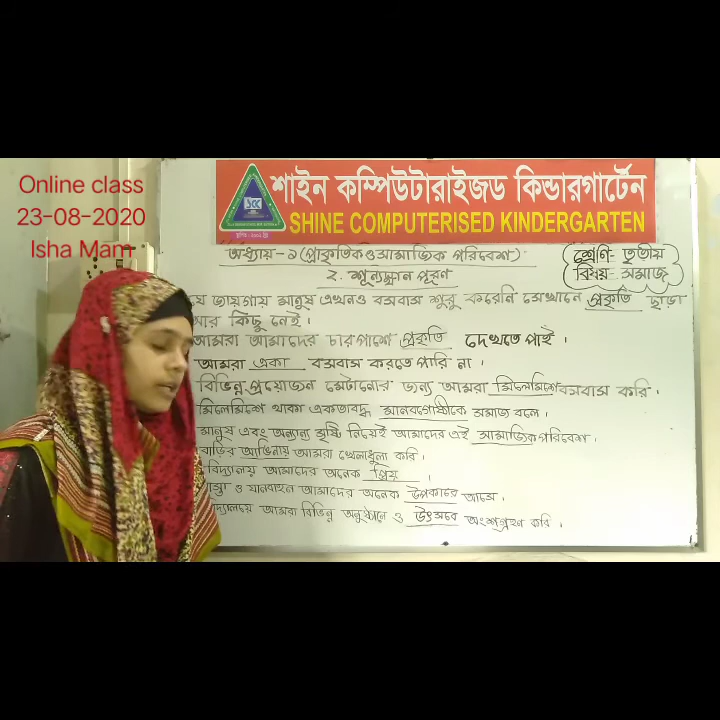 Online class
23-08-2020
Isha Mam
শাইন কম্পিউটারাইজড কিন্ডারগার্টেন
SHINE COMPUTERISED KINDERGARTEN
SCK
অধ্যায়-১ (প্রাকৃতিক ও সামাজিক পরিবেশ)
শ্রেণি- তৃতীয়
বিষয়- সমাজ
২. শূন্যস্থান পূরণ
যে জায়গায় মানুষ এখনও বসবাস শুরু করেনি সেখানে প্রকৃতি ছাড়া
আর কিছু নেই।
আমরা আমাদের চারপাশে প্রকৃতি দেখতে পাই।
আমরা একা বসবাস করতে পারি না।
বিভিন্ন প্রয়োজন মেটানোর জন্য আমরা মিলেমিশে বসবাস করি।
মিলেমিশে থাকা একতাবদ্ধ মানবগোষ্ঠীকে সমাজ বলে।
মানুষ এবং অন্যান্য সৃষ্টি নিয়েই আমাদের এই সামাজিক পরিবেশ।
বাড়ির আঙিনায় আমরা খেলাধুলা করি।
বিদ্যালয় আমাদের অনেক প্রিয়।
ও যানবাহন আমাদের অনেক উপকারে আসে।
আমরা বিভিন্ন অনুষ্ঠানে ও উৎসবে অংশগ্রহণ করি।